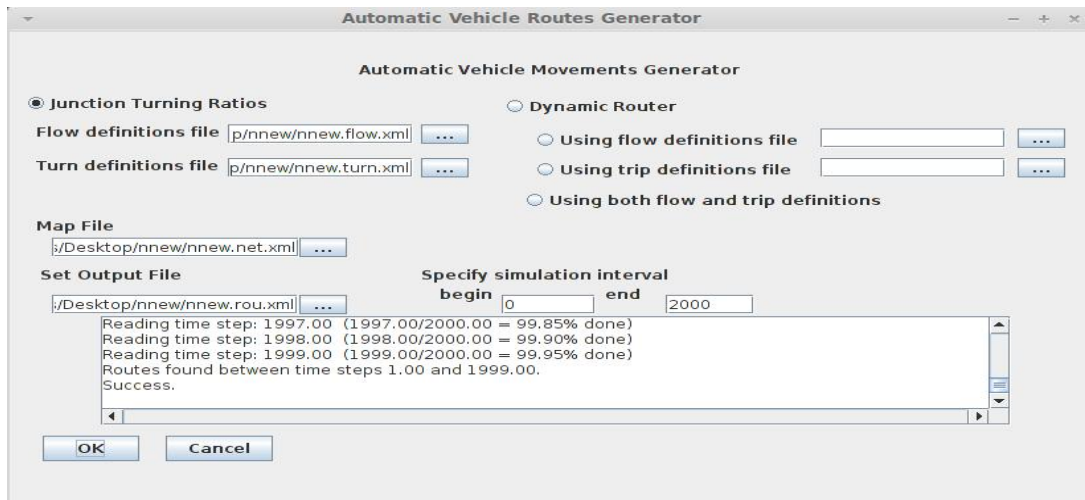 Automatic Vehicle Routes Generator
Automatic Vehicle Movements Generator
Junction Turning Ratios
Flow definitions file p/nnew/nnew.flow.xml ...
Turn definitions file p/nnew/nnew.turn.xml ...
Dynamic Router
Using flow definitions file ...
Using trip definitions file ...
Using both flow and trip definitions
Map File
s/Desktop/nnew/nnew.net.xml ...
Set Output File
/Desktop/nnew/nnew.rou.xml ...
Specify simulation interval
begin 0 end 2000
Reading time step: 1997.00 (1997.00/2000.00 = 99.85% done)
Reading time step: 1998.00 (1998.00/2000.00 = 99.90% done)
Reading time step: 1999.00 (1999.00/2000.00 = 99.95% done)
Routes found between time steps 1.00 and 1999.00.
Success.
OK Cancel